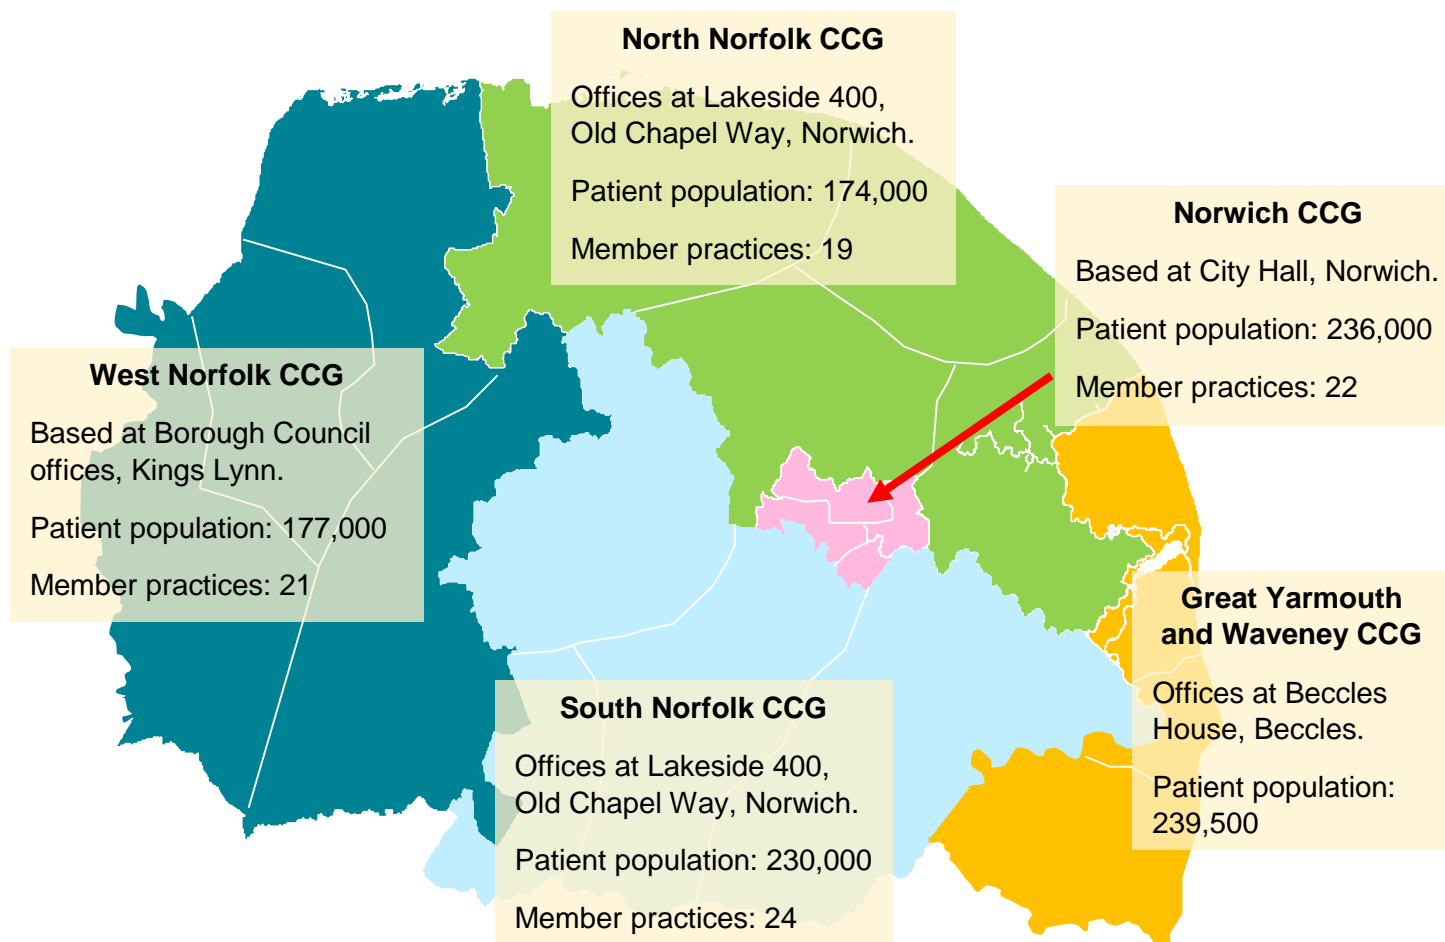 North Norfolk CCG
Offices at Lakeside 400,
Old Chapel Way, Norwich.
Patient population: 174,000
Member practices: 19
Norwich CCG
Based at City Hall, Norwich.
Patient population: 236,000
Member practices: 22
West Norfolk CCG
Based at Borough Council
offices, Kings Lynn.
Patient population: 177,000
Member practices: 21
Great Yarmouth
and Waveney CCG
Offices at Beccles
House, Beccles.
Patient population:
239,500
South Norfolk CCG
Offices at Lakeside 400,
Old Chapel Way, Norwich.
Patient population: 230,000
Member practices: 24